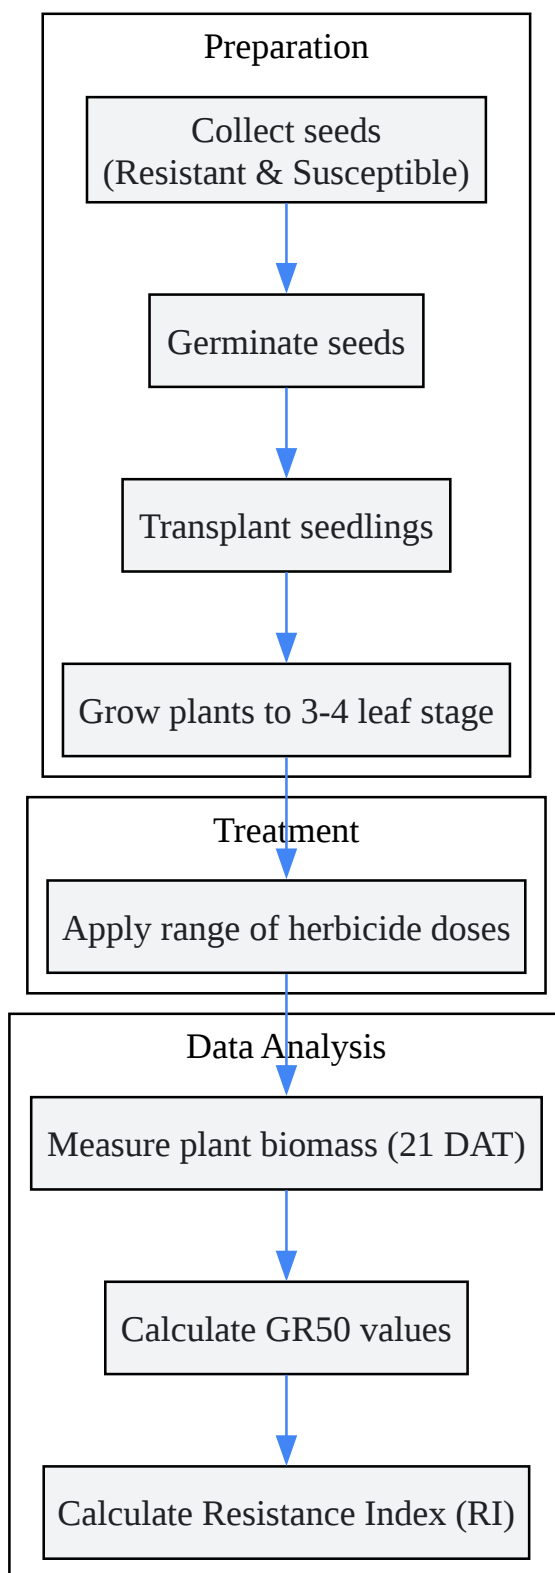 Preparation
Collect seeds
(Resistant & Susceptible)
Germinate seeds
Transplant seedlings
Grow plants to 3-4 leaf stage
Treatment
Apply range of herbicide doses
Data Analysis
Measure plant biomass (21 DAT)
Calculate GR50 values
Calculate Resistance Index (RI)